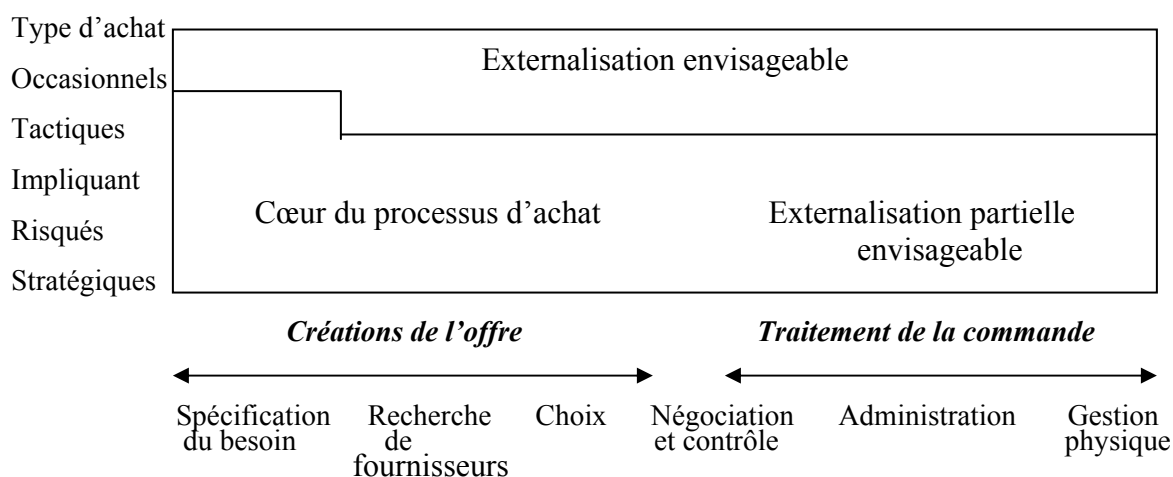 Type d'achat
Externalisation envisageable
Occasionnels
Tactiques
Impliquant
Cœur du processus d'achat
Externalisation partielle
envisageable
Risqués
Stratégiques
Créations de l'offre
Traitement de la commande
Spécification
du besoin
Recherche
de
fournisseurs
Choix
Négociation
et contrôle
Administration
Gestion
physique